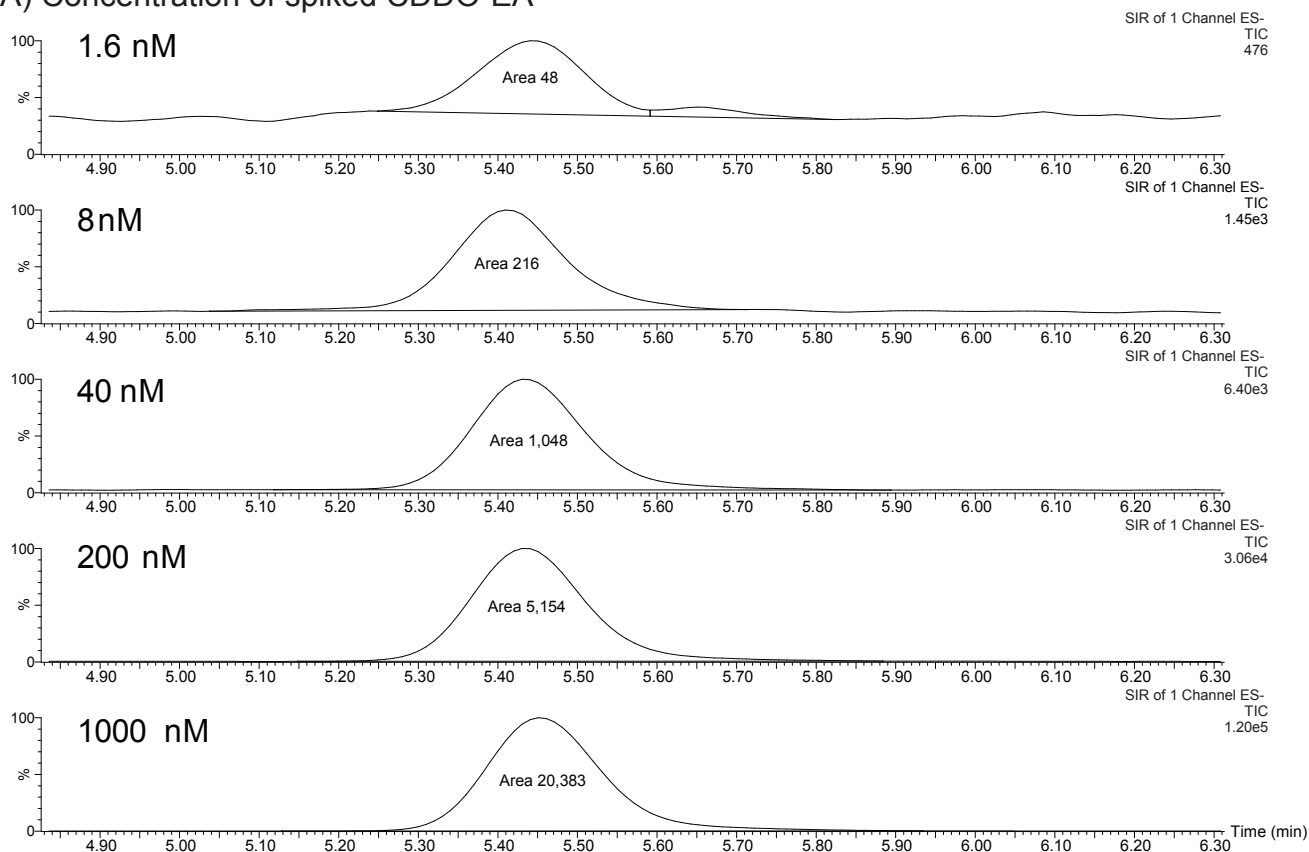 A) Concentration of spiked CDDO-EA
SIR of 1 Channel ES-
TIC
476
1.6 nM
100
%
0
Area 48
4.90 5.00 5.10 5.20 5.30 5.40 5.50 5.60 5.70 5.80 5.90 6.00 6.10 6.20 6.30
SIR of 1 Channel ES-
TIC
1.45e3
8nM
100
%
0
Area 216
4.90 5.00 5.10 5.20 5.30 5.40 5.50 5.60 5.70 5.80 5.90 6.00 6.10 6.20 6.30
SIR of 1 Channel ES-
TIC
6.40e3
40 nM
100
%
0
Area 1,048
4.90 5.00 5.10 5.20 5.30 5.40 5.50 5.60 5.70 5.80 5.90 6.00 6.10 6.20 6.30
SIR of 1 Channel ES-
TIC
3.06e4
200 nM
100
%
0
Area 5,154
4.90 5.00 5.10 5.20 5.30 5.40 5.50 5.60 5.70 5.80 5.90 6.00 6.10 6.20 6.30
SIR of 1 Channel ES-
TIC
1.20e5
1000 nM
100
%
0
Area 20,383
Time (min)
4.90 5.00 5.10 5.20 5.30 5.40 5.50 5.60 5.70 5.80 5.90 6.00 6.10 6.20 6.30